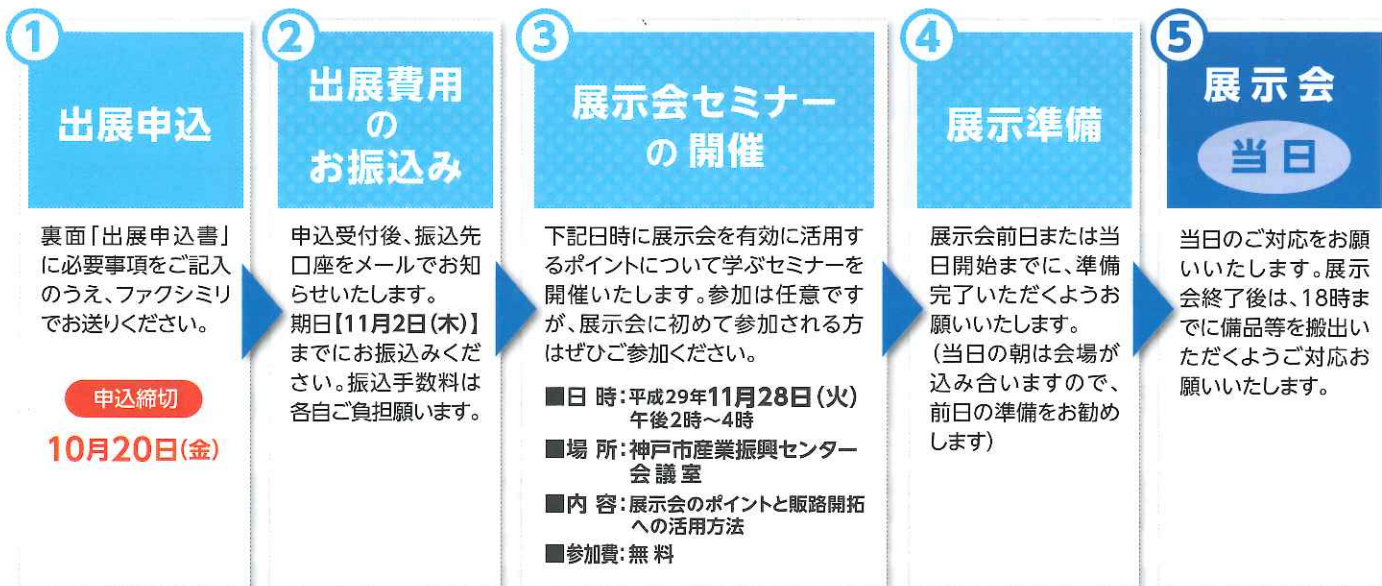 1
出展申込
裏面「出展申込書」
に必要事項をご記入
のうえ、ファクシミリ
でお送りください。
申込締切
10月20日(金)
2
出展費用
の
お振込み
申込受付後、振込先
口座をメールでお知
らせいたします。
期日【11月2日(木)】
までにお振込みくだ
さい。振込手数料は
各自ご負担願います。
3
展示会セミナー
の開催
下記日時に展示会を有効に活用す
るポイントについて学ぶセミナーを
開催いたします。参加は任意です
が、展示会に初めて参加される方
はぜひご参加ください。
■日 時:平成29年11月28日(火)
午後2時〜4時
■場 所:神戸市産業振興センター
会議室
■内 容:展示会のポイントと販路開拓
への活用方法
■参加費:無 料
4
展示準備
展示会前日または当
日開始までに、準備
完了いただくようお
願いいたします。
(当日の朝は会場が
込み合いますので、
前日の準備をお勧め
します)
5
展示会
当日
当日のご対応をお願
いいたします。展示
会終了後は、18時ま
でに備品等を搬出い
ただくようご対応お
願いいたします。